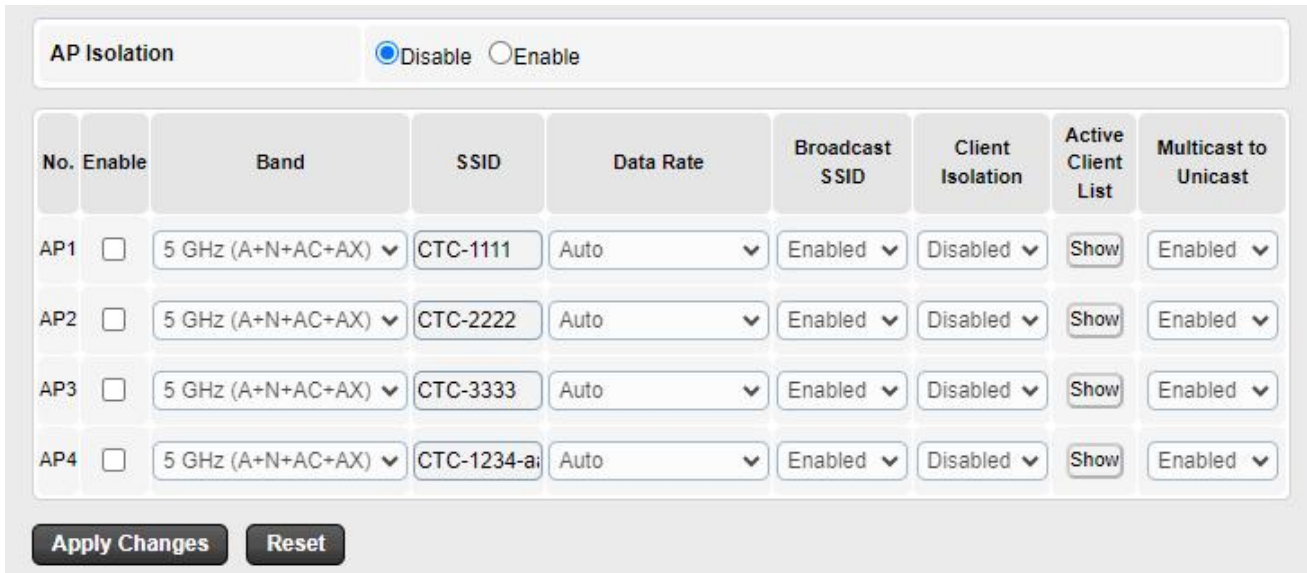 AP Isolation Disable Enable
No. Enable Band SSID Data Rate Broadcast SSID Client Isolation Active Client List Multicast to Unicast
AP1 5 GHz (A+N+AC+AX) CTC-1111 Auto Enabled Disabled Show Enabled
AP2 5 GHz (A+N+AC+AX) CTC-2222 Auto Enabled Disabled Show Enabled
AP3 5 GHz (A+N+AC+AX) CTC-3333 Auto Enabled Disabled Show Enabled
AP4 5 GHz (A+N+AC+AX) CTC-1234-a Auto Enabled Disabled Show Enabled
Apply Changes Reset